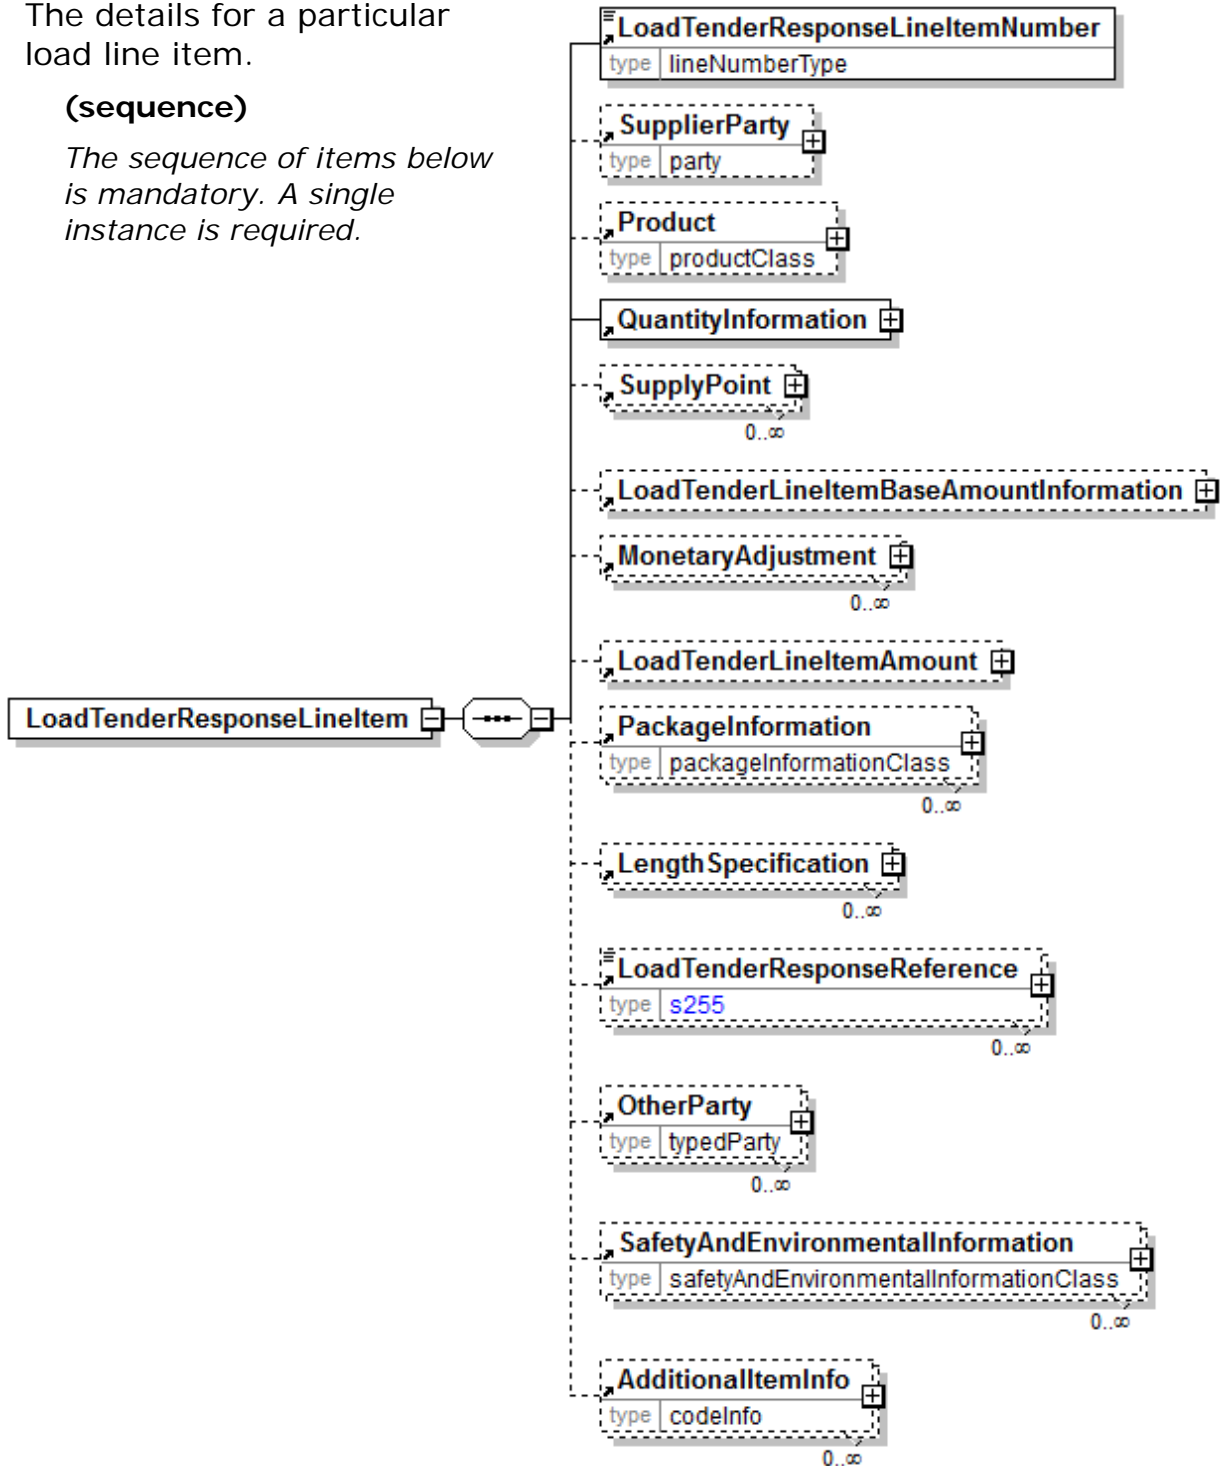 The details for a particular
load line item.
(sequence)
The sequence of items below
is mandatory. A single
instance is required.
LoadTenderResponseLineItem
LoadTenderResponseLineItemNumber
type lineNumberType
SupplierParty
type party
Product
type productClass
QuantityInformation
SupplyPoint
0..∞
LoadTenderLineItemBaseAmountInformation
MonetaryAdjustment
0..∞
LoadTenderLineItemAmount
PackageInformation
type packageInformationClass
0..∞
LengthSpecification
0..∞
LoadTenderResponseReference
type s255
0..∞
OtherParty
type typedParty
0..∞
SafetyAndEnvironmentalInformation
type safetyAndEnvironmentalInformationClass
0..∞
AdditionalItemInfo
type codeInfo
0..∞